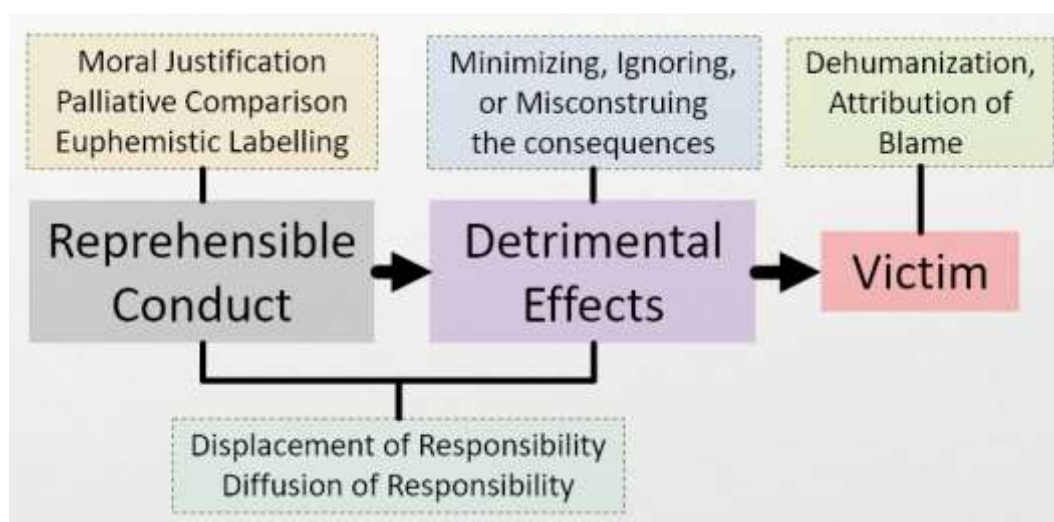 Moral Justification
Palliative Comparison
Euphemistic Labelling
Minimizing, Ignoring,
or Misconstruing
the consequences
Dehumanization,
Attribution of
Blame
Reprehensible
Conduct
Detrimental
Effects
Victim
Displacement of Responsibility
Diffusion of Responsibility